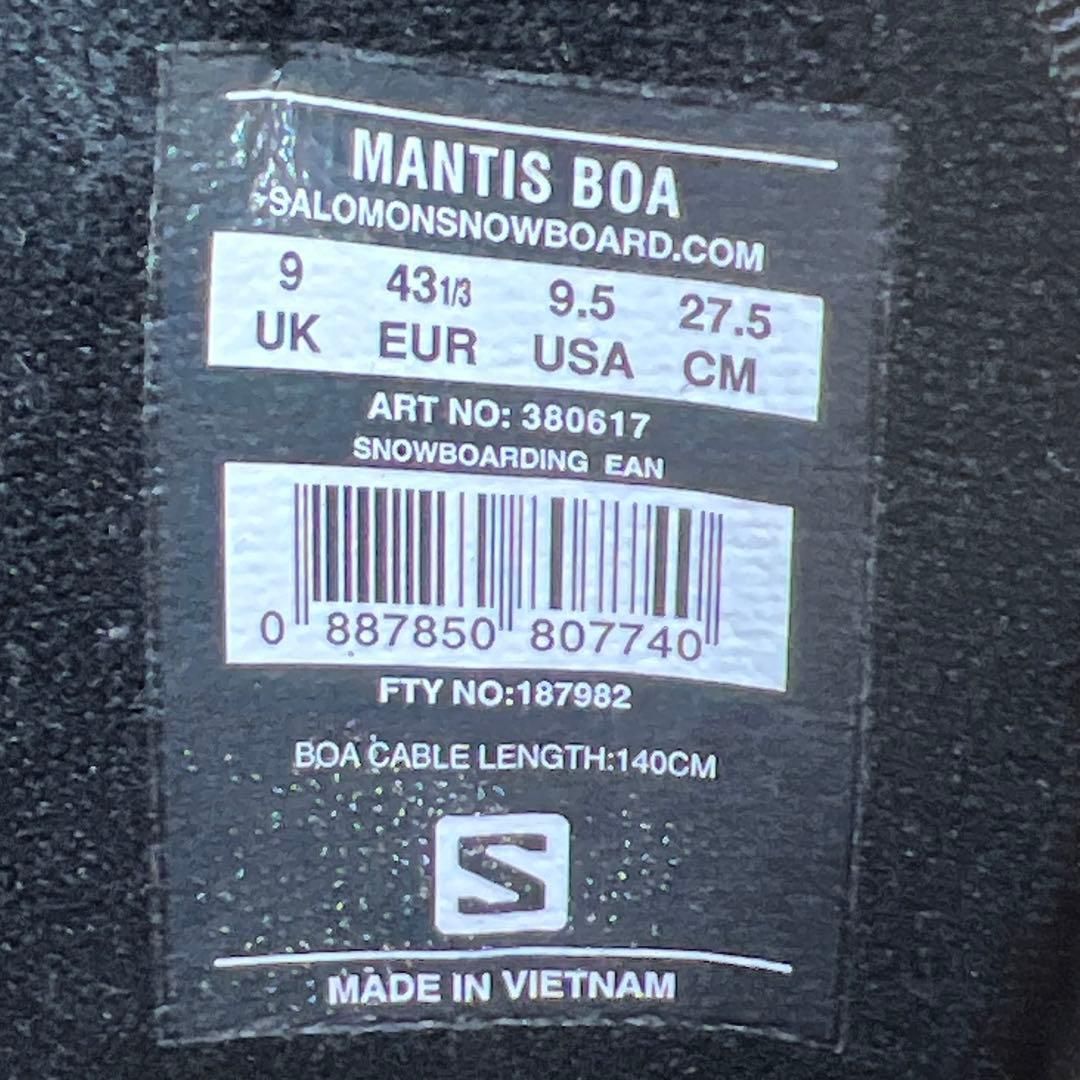 MANTIS BOA
SALOMONSNOWBOARD.COM
9 43 1/3 9.5 27.5
UK EUR USA CM
ART NO: 380617
SNOWBOARDING EAN
0 887850 807740
FTY NO:187982
BOA CABLE LENGTH:140CM
S
MADE IN VIETNAM